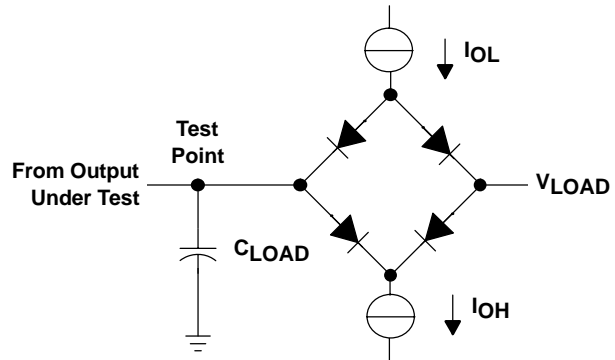 IOL
Test
Point
From Output
Under Test
VLOAD
CLOAD
IOH